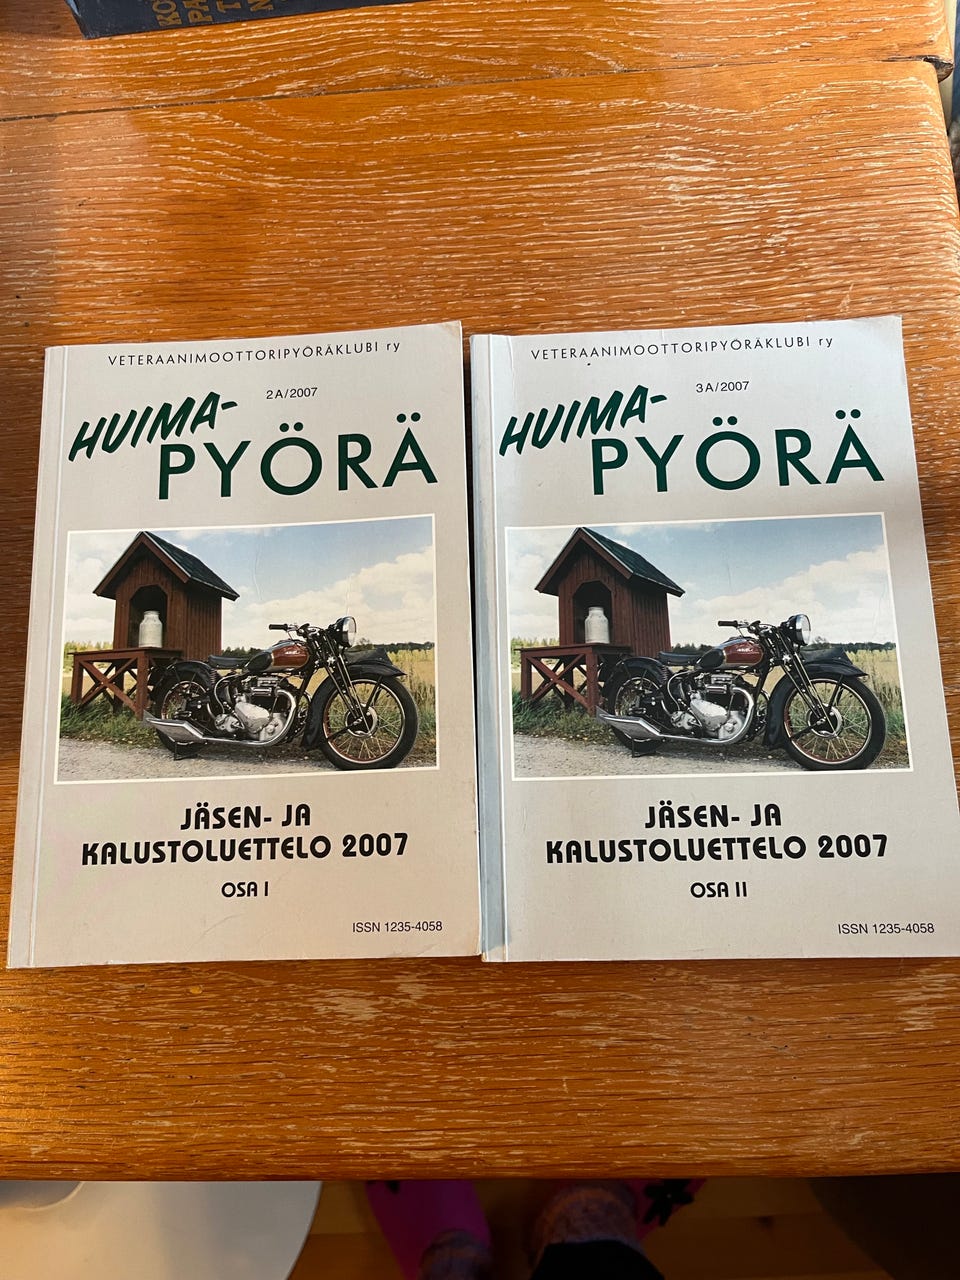 VETERAANIMOOTTORIPYÖRÄKLUBI ry
2A/2007
HUIMA-
PYÖRÄ
JÄSEN- JA
KALUSTOLUETTELO 2007
OSA I
ISSN 1235-4058
VETERAANIMOOTTORIPYÖRÄKLUBI ry
3A/2007
HUIMA-
PYÖRÄ
JÄSEN- JA
KALUSTOLUETTELO 2007
OSA II
ISSN 1235-4058